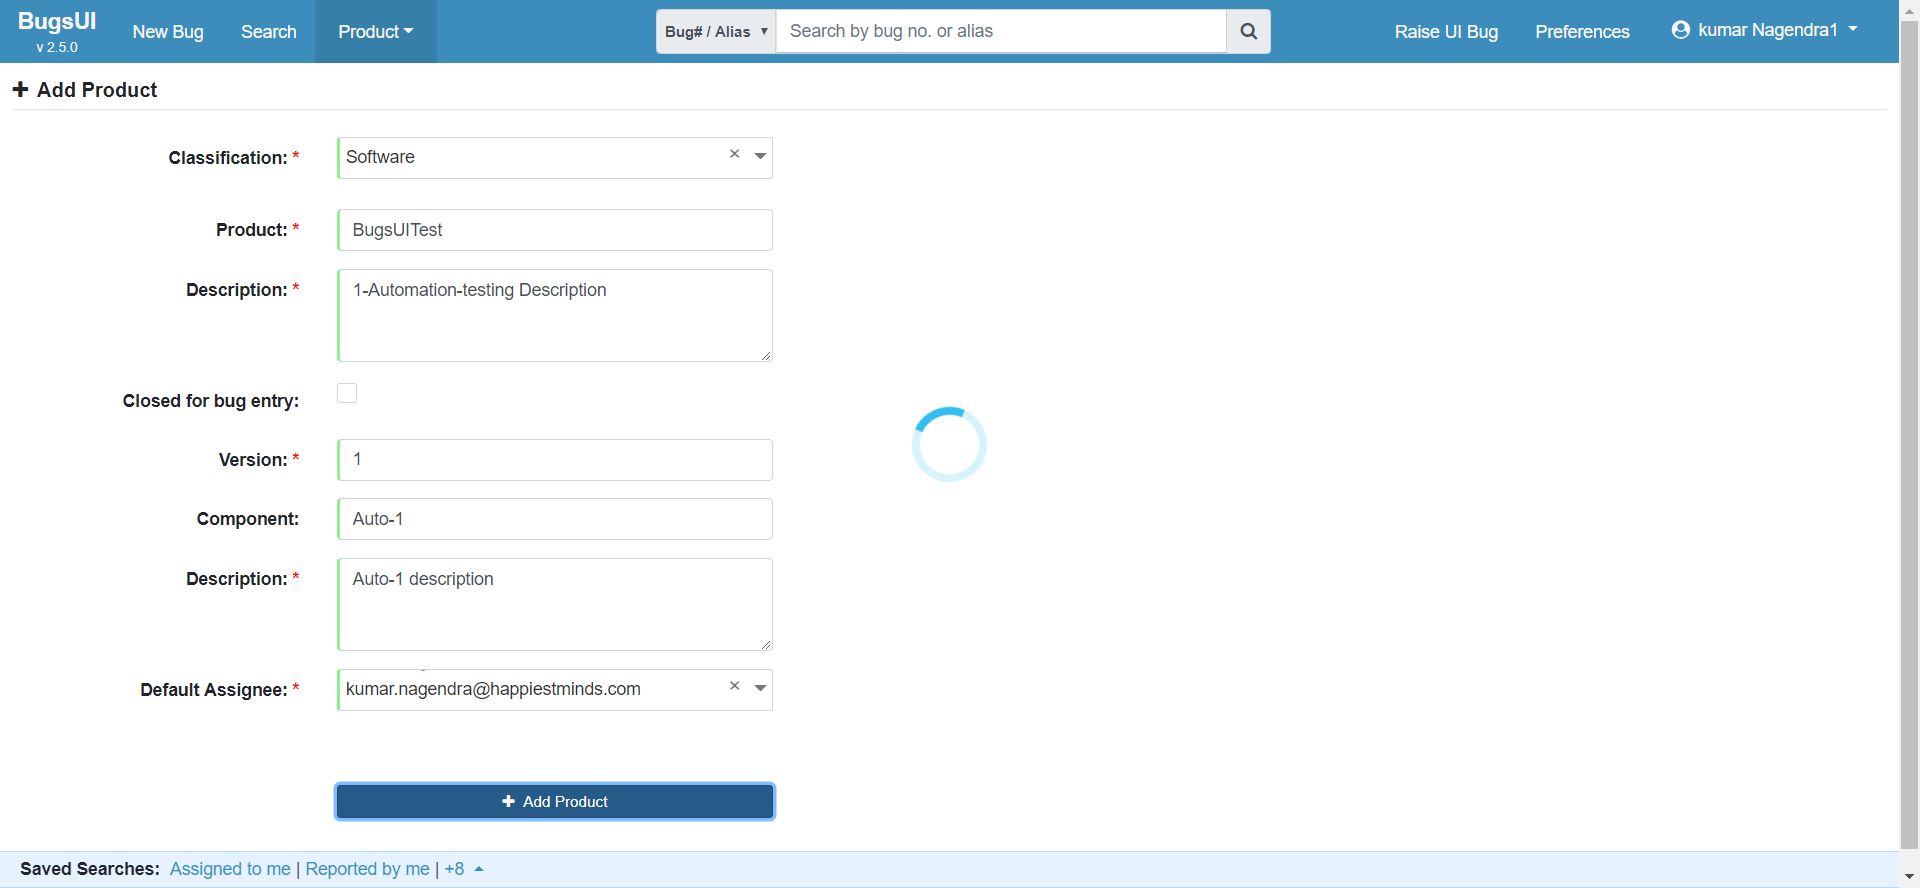 BugsUI
v 2.5.0
New Bug
Search
Product
Bug# / Alias
Search by bug no. or alias
Raise UI Bug
Preferences
kumar Nagendra1
Add Product
Classification: *
Software
Product: *
BugsUITest
Description: *
1-Automation-testing Description
Closed for bug entry:
Version: *
1
Component:
Auto-1
Description: *
Auto-1 description
Default Assignee: *
kumar.nagendra@happiestminds.com
Add Product
Saved Searches: Assigned to me | Reported by me | +8